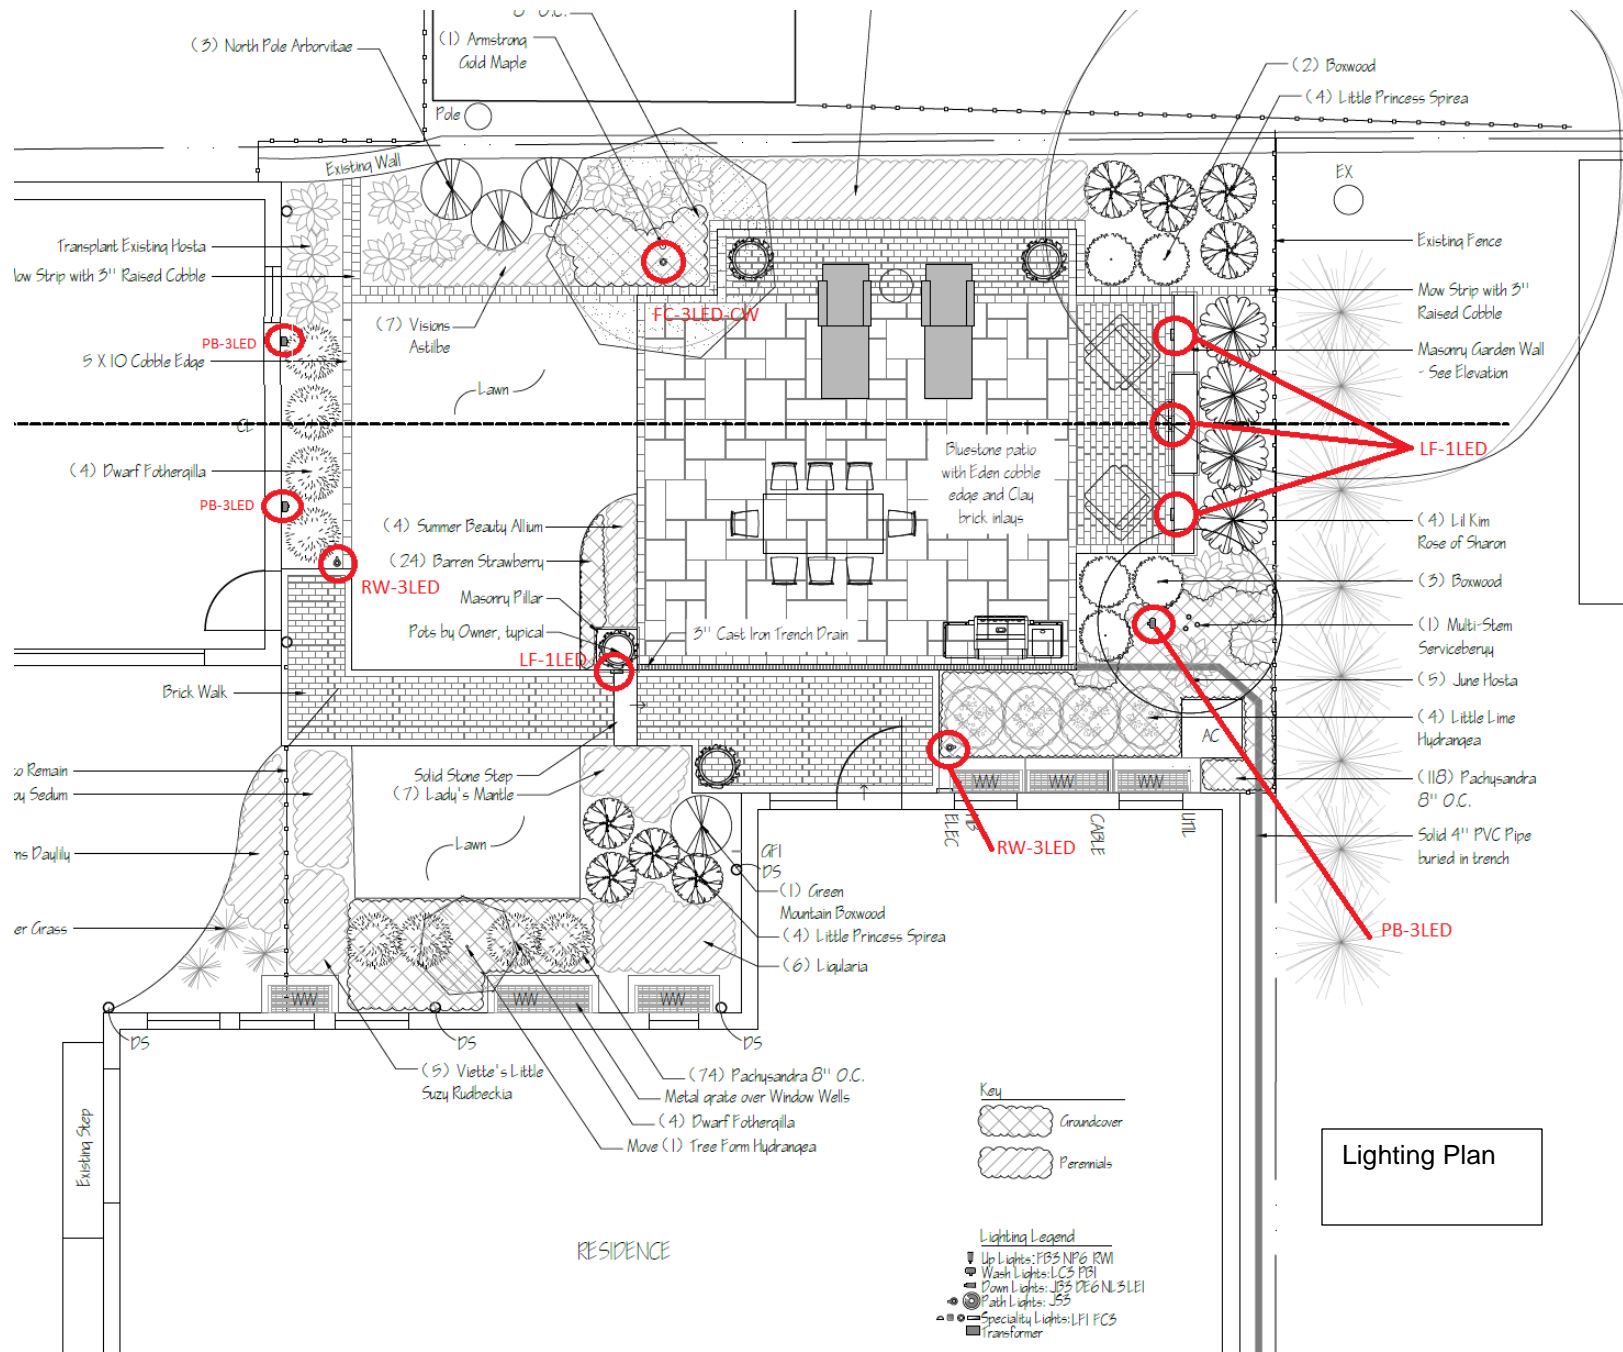 8" O.C.
(3) North Pole Arborvitae
(1) Armstrong
Gold Maple
(2) Boxwood
(4) Little Princess Spirea
Pole
Existing Wall
EX
Transplant Existing Hosta
Mow Strip with 3" Raised Cobble
Existing Fence
Mow Strip with 3"
Raised Cobble
FC-3LED-CW
(7) Visions
Astilbe
PB-3LED
5 X 10 Cobble Edge
Masonry Garden Wall
- See Elevation
Lawn
CL
Bluestone patio
with Eden cobble
edge and Clay
brick inlays
LF-1LED
(4) Dwarf Fothergilla
PB-3LED
(4) Summer Beauty Allium
(4) Lil Kim
Rose of Sharon
(24) Barren Strawberry
RW-3LED
(3) Boxwood
Masonry Pillar
Pots by Owner, typical
3" Cast Iron Trench Drain
(1) Multi-Stem
Serviceberyy
LF-1LED
(5) June Hosta
Brick Walk
(4) Little Lime
Hydrangea
AC
to Remain
Sedum
Solid Stone Step
(7) Lady's Mantle
WW
WW
WW
(118) Pachysandra
8" O.C.
ELEC
HB
CABLE
UTIL
Solid 4" PVC Pipe
buried in trench
RW-3LED
ms Daylily
Lawn
GFI
DS
(1) Green
Mountain Boxwood
(4) Little Princess Spirea
er Grass
(6) Ligularia
PB-3LED
WW
WW
WW
DS
DS
DS
(5) Viette's Little
Suzy Rudbeckia
(74) Pachysandra 8" O.C.
Metal grate over Window Wells
(4) Dwarf Fothergilla
Move (1) Tree Form Hydrangea
Key
Groundcover
Perennials
Existing Step
Lighting Plan
RESIDENCE
Lighting Legend
Up Lights: FB3 NP6 RW1
Wash Lights: LC3 PB1
Down Lights: JB3 DE6 NL3 LE1
Path Lights: JS3
Speciality Lights: LF1 FC3
Transformer